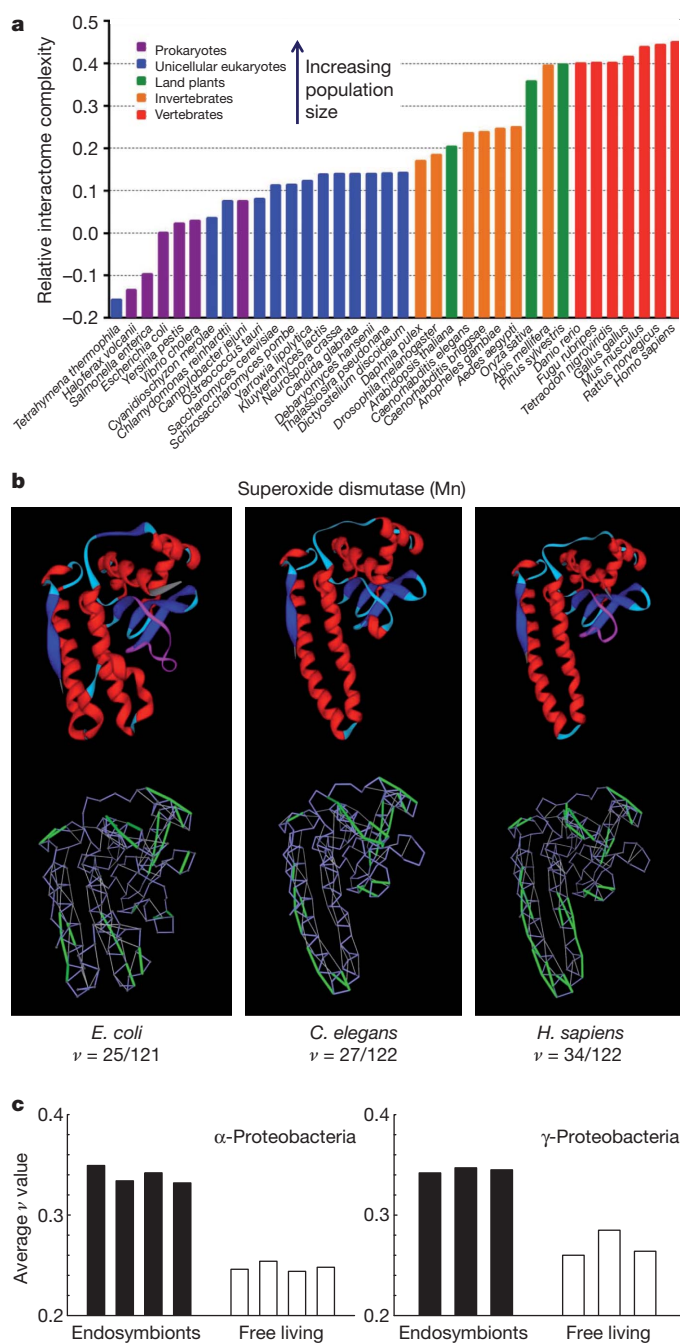 a
0.5
0.4
0.3
0.2
0.1
0.0
−0.1
−0.2
Relative interactome complexity
Prokaryotes
Unicellular eukaryotes
Land plants
Invertebrates
Vertebrates
Increasing
population
size
Tetrahymena thermophila
Haloferax volcanii
Salmonella enterica
Escherichia coli
Yersinia pestis
Vibrio cholera
Cyanidioschyzon merolae
Chlamydomonas reinhardtii
Campylobacter jejuni
Ostreococcus tauri
Saccharomyces cerevisiae
Schizosaccharomyces pombe
Yarrowia lipolytica
Kluyveromyces lactis
Neurospora crassa
Candida glabrata
Debaryomyces hansenii
Thalassiosira pseudonana
Dictyostelium discoideum
Daphnia pulex
Drosophila melanogaster
Arabidopsis thaliana
Caenorhabditis elegans
Caenorhabditis briggsae
Anopheles gambiae
Aedes aegypti
Oryza sativa
Apis mellifera
Pinus sylvestris
Danio rerio
Fugu rubripes
Tetraodon nigroviridis
Gallus gallus
Mus musculus
Rattus norvegicus
Homo sapiens
b
Superoxide dismutase (Mn)
E. coli
ν = 25/121
C. elegans
ν = 27/122
H. sapiens
ν = 34/122
c
0.4
0.3
0.2
Average ν value
α-Proteobacteria
Endosymbionts
Free living
0.4
0.3
0.2
γ-Proteobacteria
Endosymbionts
Free living